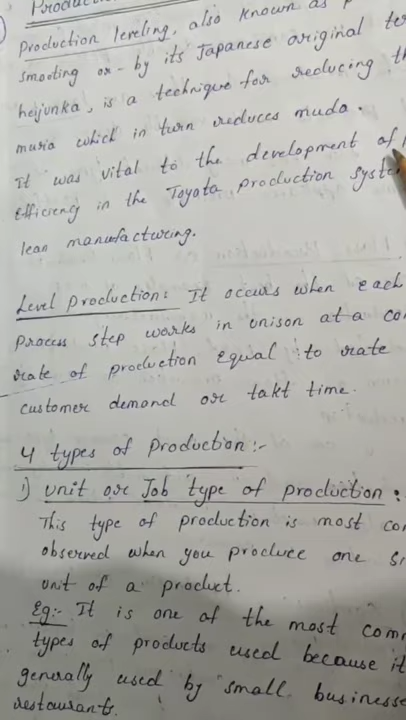 Production leveling, also known as
smooting or - by its Japanese original
heijunka, is a technique for reducing
muria which in turn reduces muda.
It was vital to the development of
Efficiency in the Toyata production
lean manufacturing.
Level production: It occurs when each
Process step works in unison at a
rate of production Equal to rate
customer demand or takt time.
4 types of production:-
1) unit or Job type of production:
This type of production is most
observed when you produce one
unit of a product.
Eg:- It is one of the most
types of products used because it
generally used by small
restaurants.